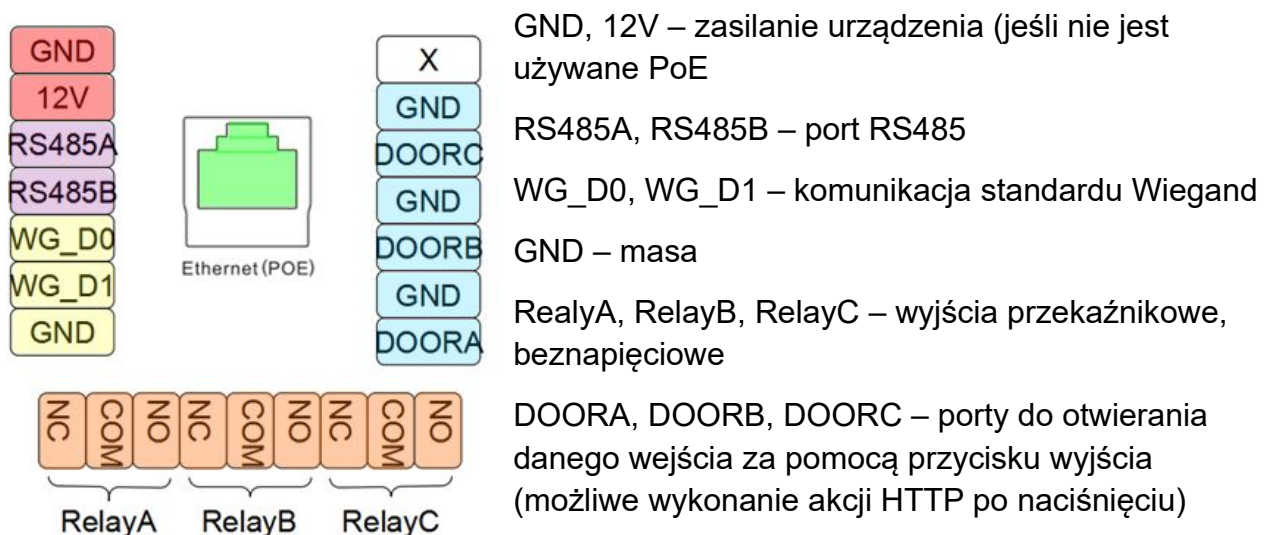 GND
12V
RS485A
RS485B
WG_D0
WG_D1
GND
Ethernet(POE)
X
GND
DOORC
GND
DOORB
GND
DOORA
NC
COM
NO
NC
COM
NO
NC
COM
NO
RelayA
RelayB
RelayC
GND, 12V – zasilanie urządzenia (jeśli nie jest
używane PoE
RS485A, RS485B – port RS485
WG_D0, WG_D1 – komunikacja standardu Wiegand
GND – masa
RealyA, RelayB, RelayC – wyjścia przekaźnikowe,
beznapięciowe
DOORA, DOORB, DOORC – porty do otwierania
danego wejścia za pomocą przycisku wyjścia
(możliwe wykonanie akcji HTTP po naciśnięciu)